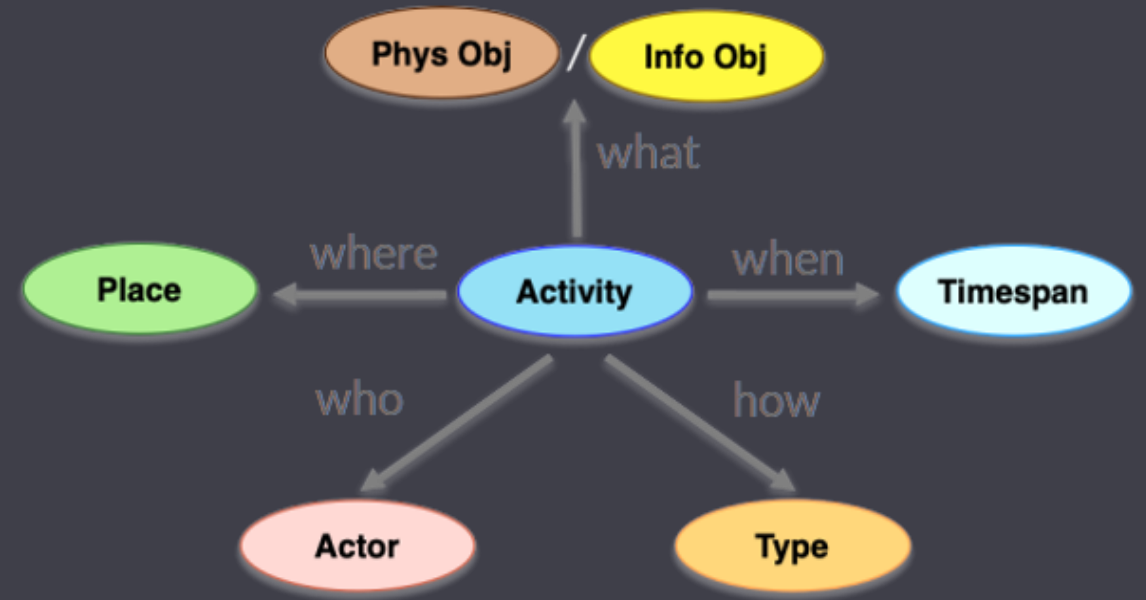 Phys Obj / Info Obj
what
where
when
Place
Activity
Timespan
who
how
Actor
Type